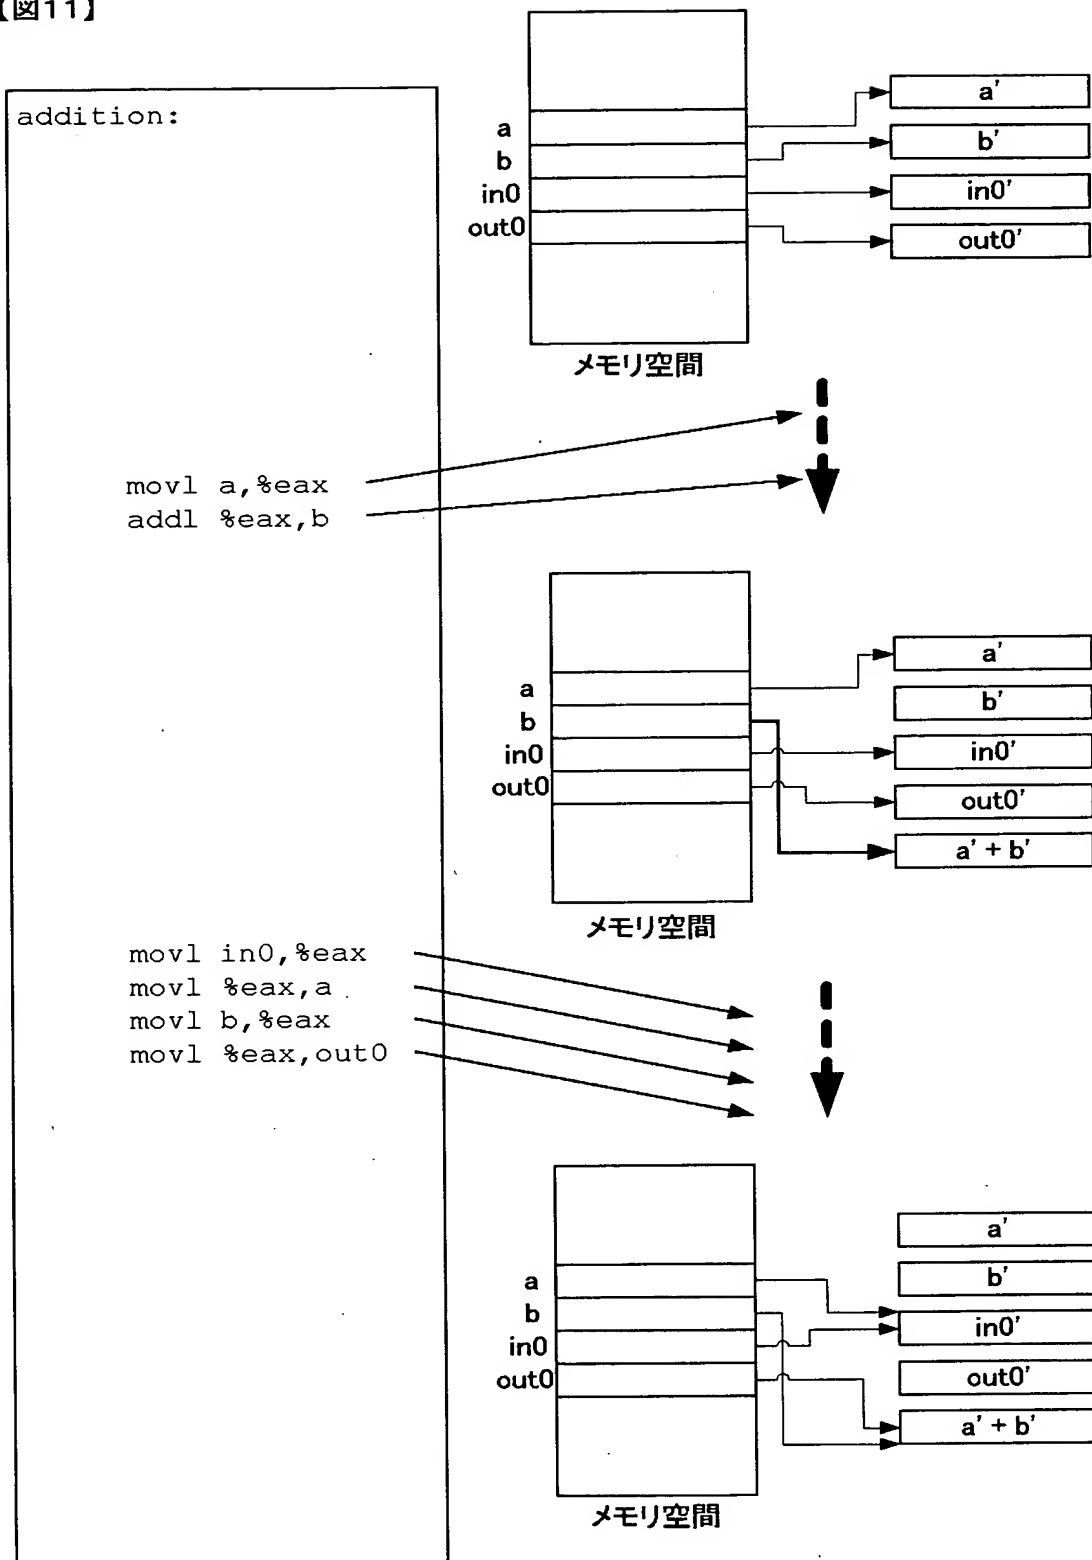 【図11】
addition:
a
b
in0
out0
a'
b'
in0'
out0'
メモリ空間
movl a,%eax
addl %eax,b
a
b
in0
out0
a'
b'
in0'
out0'
a' + b'
メモリ空間
movl in0,%eax
movl %eax,a
movl b,%eax
movl %eax,out0
a
b
in0
out0
a'
b'
in0'
out0'
a' + b'
メモリ空間